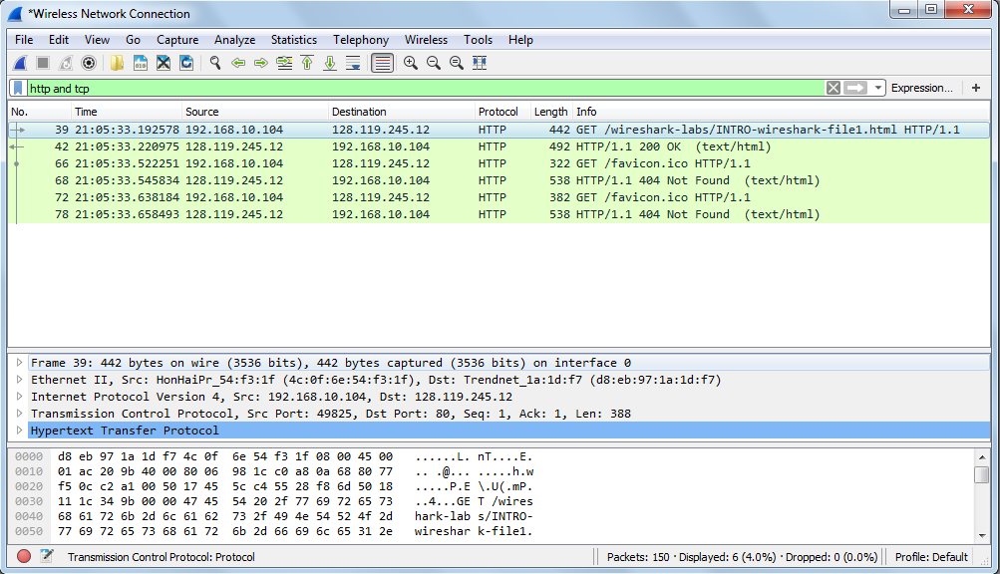 *Wireless Network Connection
File Edit View Go Capture Analyze Statistics Telephony Wireless Tools Help
http and tcp Expression... +
No. Time Source Destination Protocol Length Info
39 21:05:33.192578 192.168.10.104 128.119.245.12 HTTP 442 GET /wireshark-labs/INTRO-wireshark-file1.html HTTP/1.1
42 21:05:33.220975 128.119.245.12 192.168.10.104 HTTP 492 HTTP/1.1 200 OK (text/html)
66 21:05:33.522251 192.168.10.104 128.119.245.12 HTTP 322 GET /favicon.ico HTTP/1.1
68 21:05:33.545834 128.119.245.12 192.168.10.104 HTTP 538 HTTP/1.1 404 Not Found (text/html)
72 21:05:33.638184 192.168.10.104 128.119.245.12 HTTP 382 GET /favicon.ico HTTP/1.1
78 21:05:33.658493 128.119.245.12 192.168.10.104 HTTP 538 HTTP/1.1 404 Not Found (text/html)
Frame 39: 442 bytes on wire (3536 bits), 442 bytes captured (3536 bits) on interface 0
Ethernet II, Src: HonHaiPr_54:f3:1f (4c:0f:6e:54:f3:1f), Dst: Trendnet_1a:1d:f7 (d8:eb:97:1a:1d:f7)
Internet Protocol Version 4, Src: 192.168.10.104, Dst: 128.119.245.12
Transmission Control Protocol, Src Port: 49825, Dst Port: 80, Seq: 1, Ack: 1, Len: 388
Hypertext Transfer Protocol
0000 d8 eb 97 1a 1d f7 4c 0f 6e 54 f3 1f 08 00 45 00 ......L. nT....E.
0010 01 ac 20 9b 40 00 80 06 98 1c c0 a8 0a 68 80 77 .. .@... .....h.w
0020 f5 0c c2 a1 00 50 17 45 5c c4 55 28 f8 6d 50 18 .....P.E \.U(.mP.
0030 11 1c 34 9b 00 00 47 45 54 20 2f 77 69 72 65 73 ..4...GE T /wires
0040 68 61 72 6b 2d 6c 61 62 73 2f 49 4e 54 52 4f 2d hark-lab s/INTRO-
0050 77 69 72 65 73 68 61 72 6b 2d 66 69 6c 65 31 2e wireshar k-file1.
Transmission Control Protocol: Protocol Packets: 150 · Displayed: 6 (4.0%) · Dropped: 0 (0.0%) Profile: Default